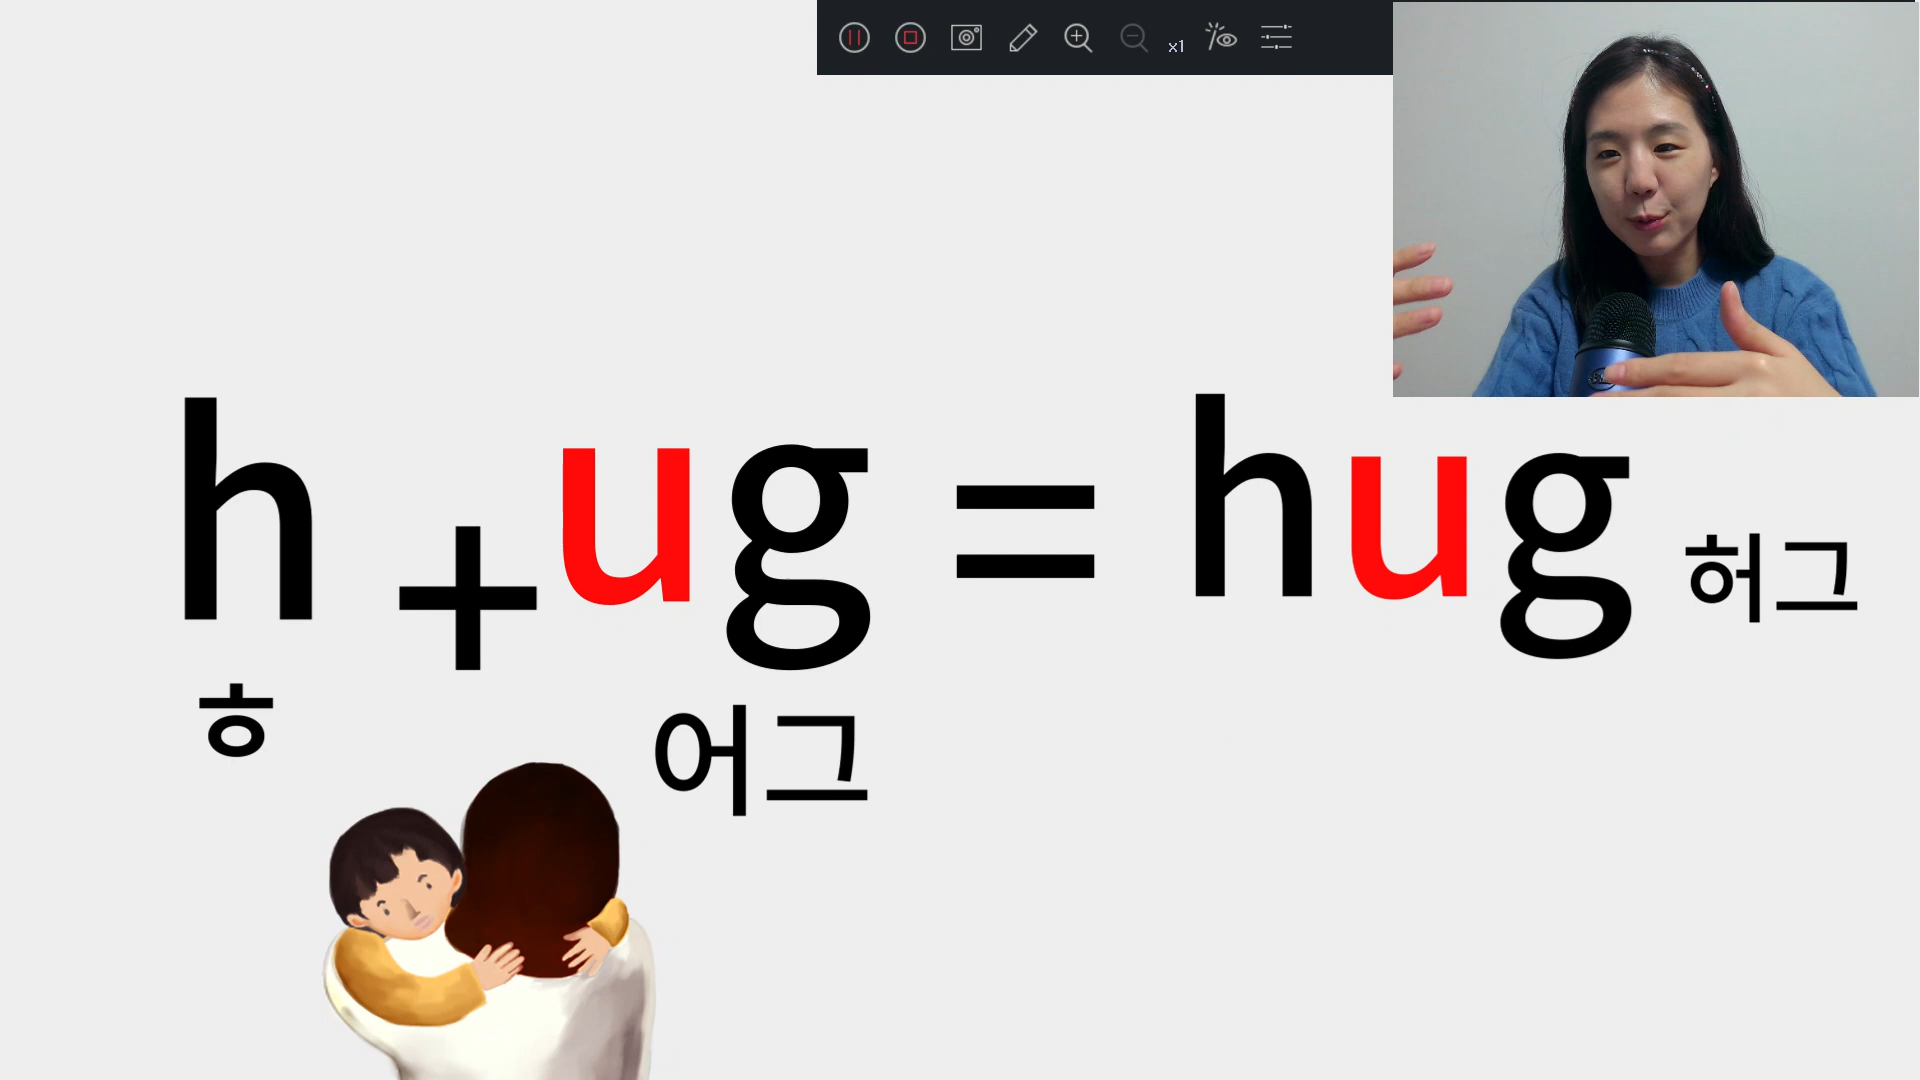 x1
h + ug = hug 허그
ㅎ 어그